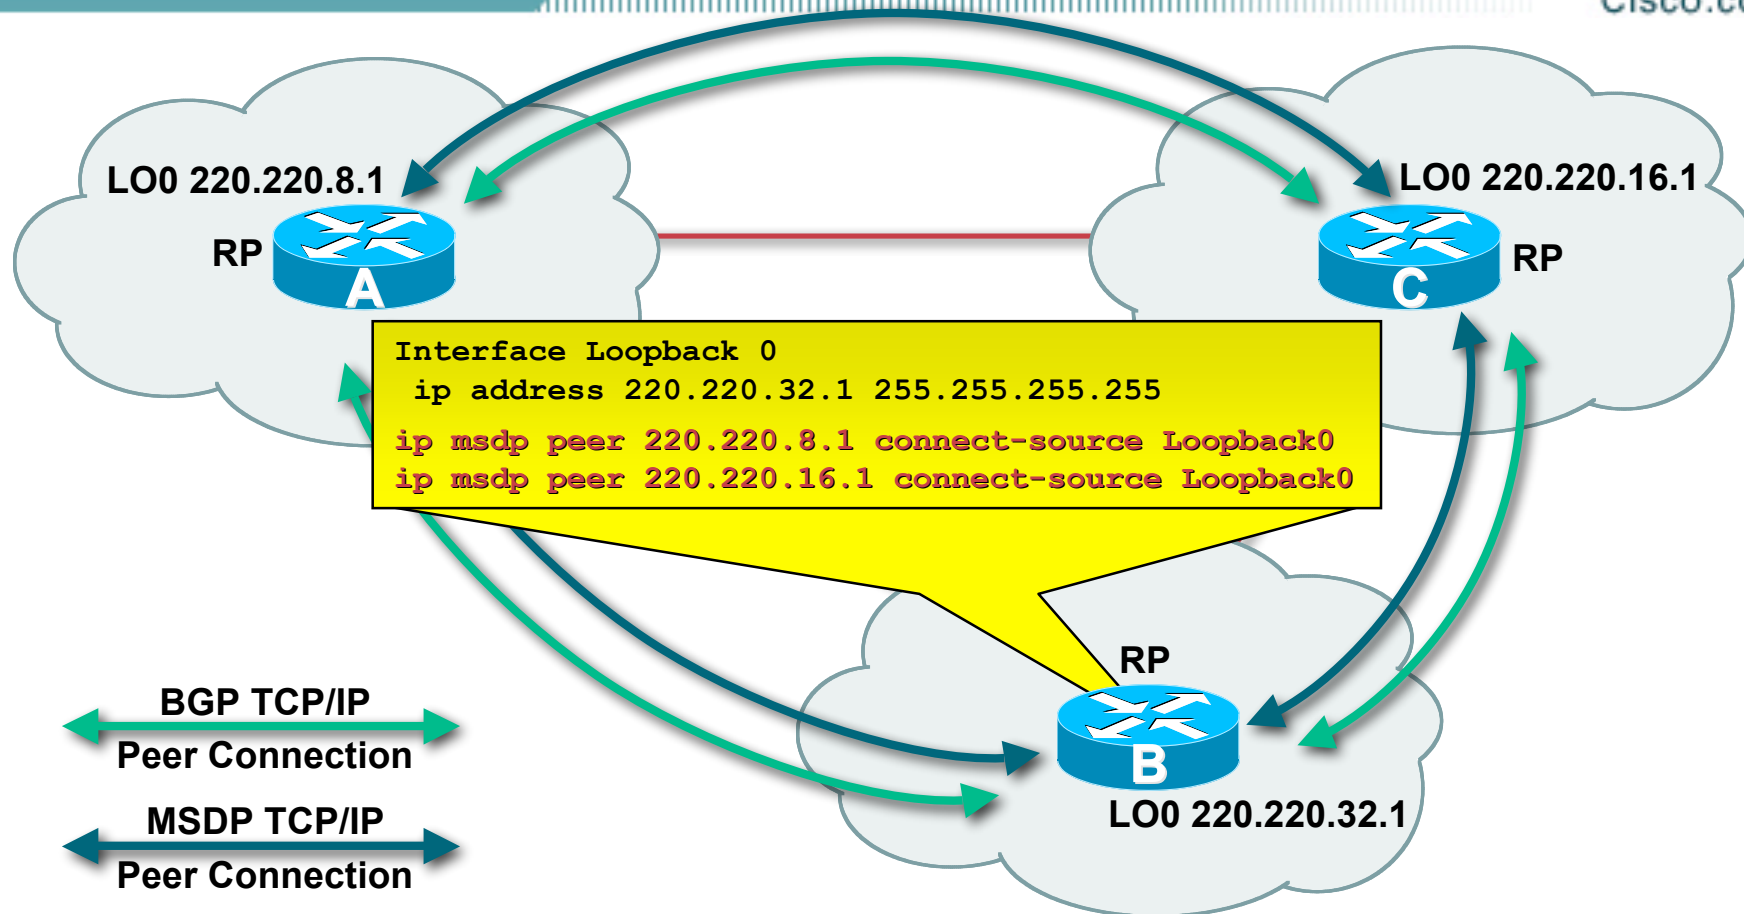 LO0 220.220.8.1
RP
A
LO0 220.220.16.1
RP
C
Interface Loopback 0
ip address 220.220.32.1 255.255.255.255
ip msdp peer 220.220.8.1 connect-source Loopback0
ip msdp peer 220.220.16.1 connect-source Loopback0
RP
B
LO0 220.220.32.1
BGP TCP/IP
Peer Connection
MSDP TCP/IP
Peer Connection